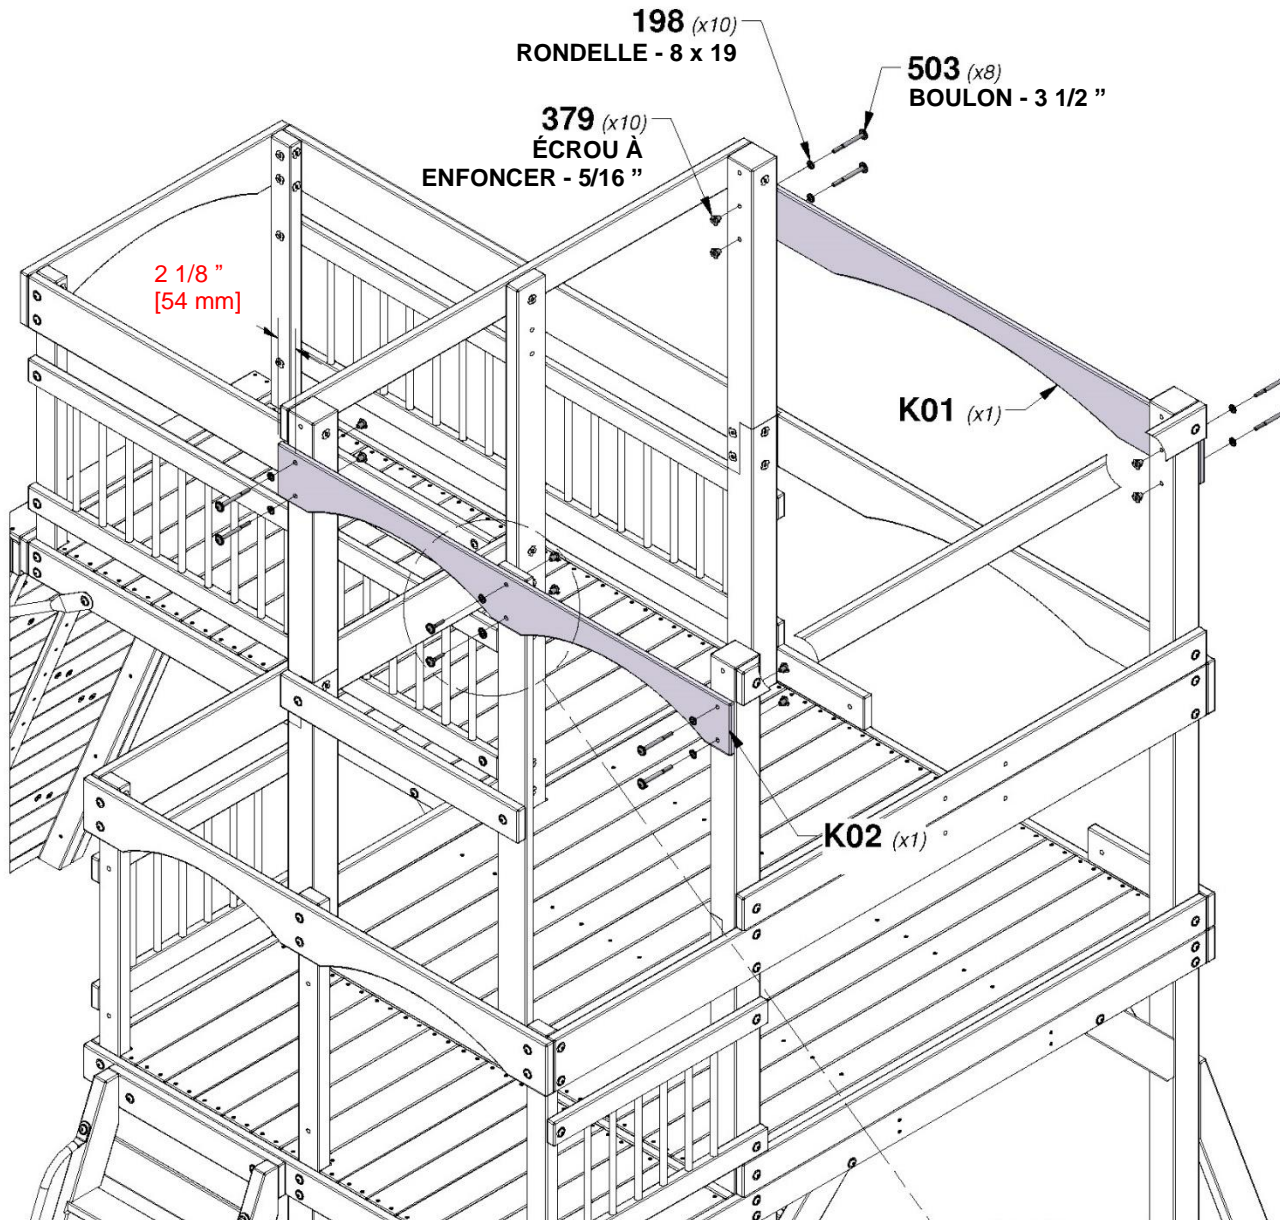 198 (x10)
RONDELLE - 8 x 19
503 (x8)
BOULON - 3 1/2 ”
379 (x10)
ÉCROU À
ENFONCER - 5/16 ”
2 1/8 ”
[54 mm]
K01 (x1)
K02 (x1)